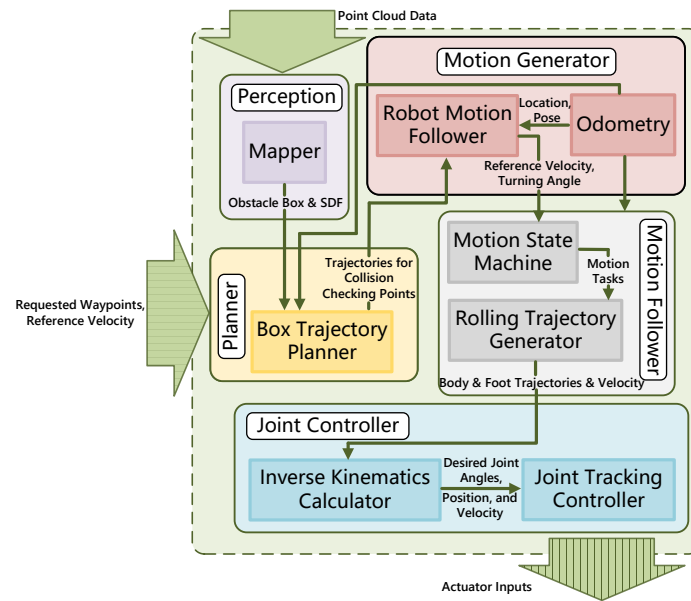 Point Cloud Data
Motion Generator
Perception
Robot Motion
Follower
Location,
Pose
Odometry
Mapper
Reference Velocity,
Turning Angle
Obstacle Box & SDF
Motion State
Machine
Motion Follower
Planner
Trajectories for
Collision
Checking Points
Motion
Tasks
Requested Waypoints,
Reference Velocity
Box Trajectory
Planner
Rolling Trajectory
Generator
Body & Foot Trajectories & Velocity
Joint Controller
Inverse Kinematics
Calculator
Desired Joint
Angles,
Position, and
Velocity
Joint Tracking
Controller
Actuator Inputs